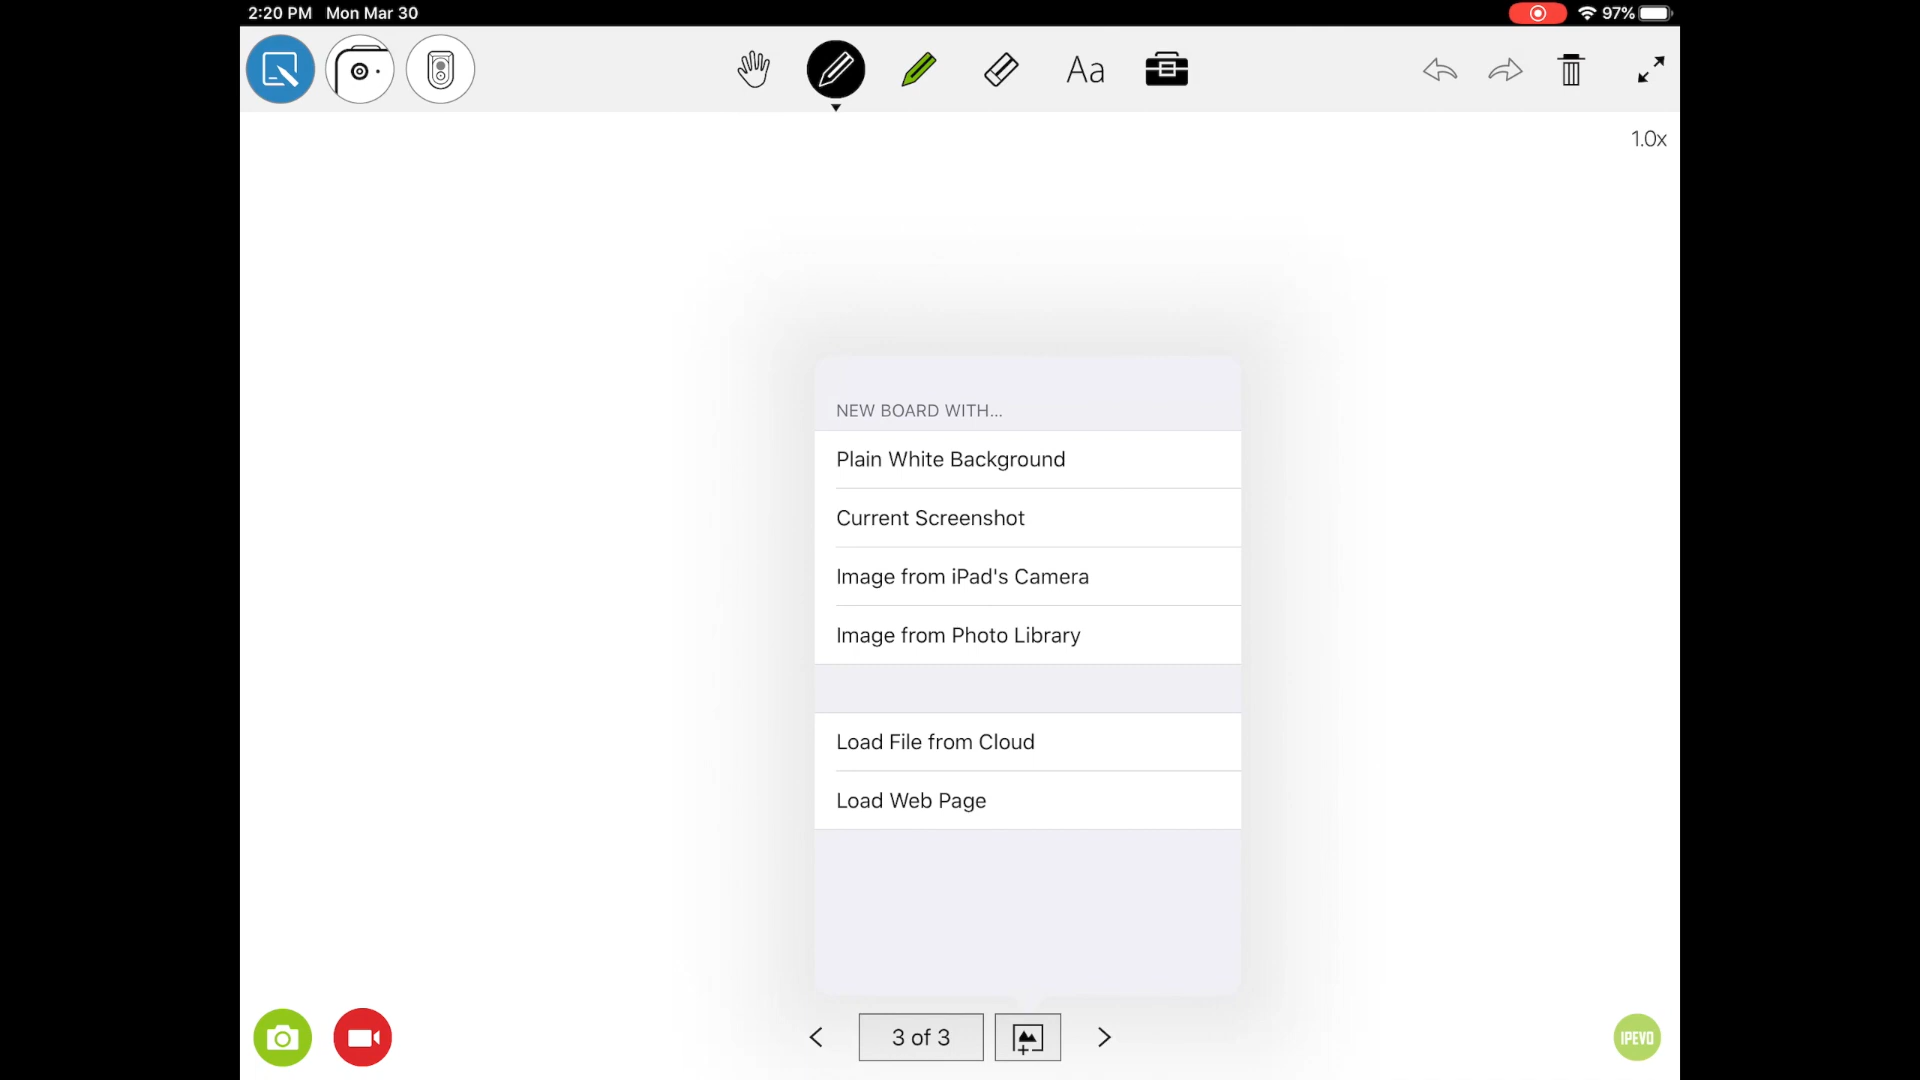 2:20 PM Mon Mar 30
97%
Aa
1.0x
NEW BOARD WITH...
Plain White Background
Current Screenshot
Image from iPad's Camera
Image from Photo Library
Load File from Cloud
Load Web Page
3 of 3
IPEVO